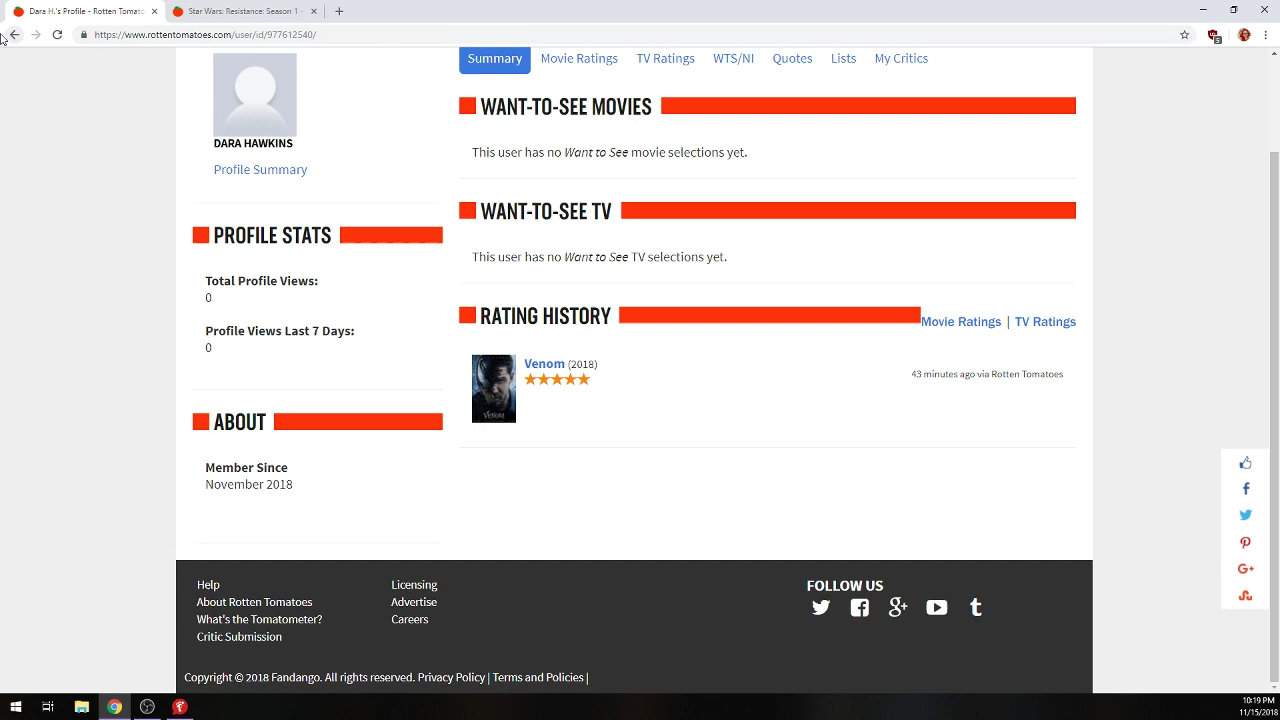 Dara H.'s Profile - Rotten Tomato
Star Wars: Resistance: Season 1 -
https://www.rottentomatoes.com/user/id/977612540/
5
Summary
Movie Ratings
TV Ratings
WTS/NI
Quotes
Lists
My Critics
DARA HAWKINS
Profile Summary
PROFILE STATS
Total Profile Views:
0
Profile Views Last 7 Days:
0
ABOUT
Member Since
November 2018
WANT-TO-SEE MOVIES
This user has no Want to See movie selections yet.
WANT-TO-SEE TV
This user has no Want to See TV selections yet.
RATING HISTORY
Movie Ratings | TV Ratings
VENOM
Venom (2018)
43 minutes ago via Rotten Tomatoes
Help
About Rotten Tomatoes
What's the Tomatometer?
Critic Submission
Licensing
Advertise
Careers
FOLLOW US
Copyright © 2018 Fandango. All rights reserved. Privacy Policy | Terms and Policies |
10:19 PM
11/15/2018